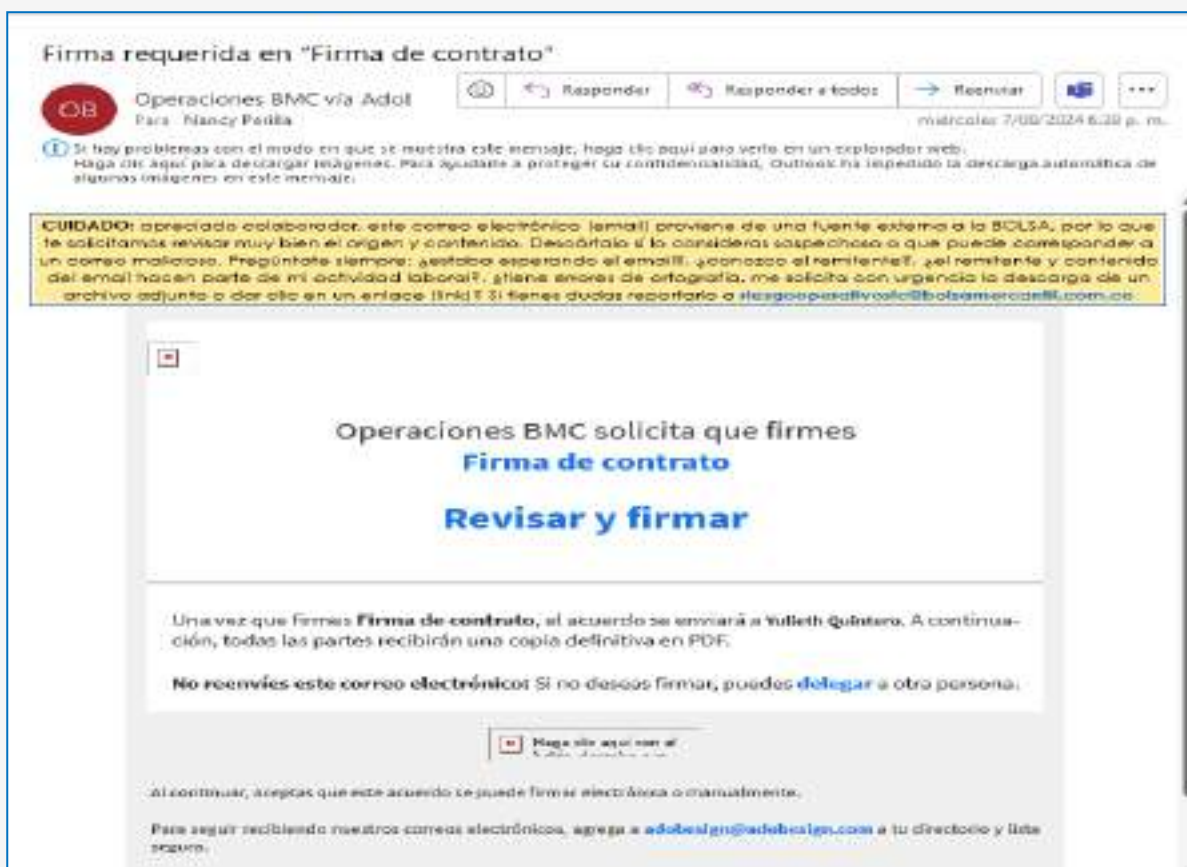 Firma requerida en "Firma de contrato"
OB
Operaciones BMC vía Adob
Responder
Responder a todos
Reenviar
Para Nancy Perilla
miércoles 7/08/2024 6:28 p. m.
Si hay problemas con el modo en que se muestra este mensaje, haga clic aquí para verlo en un explorador web.
Haga clic aquí para descargar imágenes. Para ayudarle a proteger su confidencialidad, Outlook ha impedido la descarga automática de
algunas imágenes en este mensaje.
CUIDADO: apreciado colaborador, este correo electrónico (email) proviene de una fuente externa a la BOLSA, por lo que
te solicitamos revisar muy bien el origen y contenido. Descártalo si lo consideras sospechoso o que puede corresponder a
un correo malicioso. Pregúntate siempre: ¿estaba esperando el email?, ¿conozco el remitente?, ¿el remitente y contenido
del email hacen parte de mi actividad laboral?, ¿tiene errores de ortografía, me solicita con urgencia la descarga de un
archivo adjunto o dar clic en un enlace (link)? Si tienes dudas reportarlo a
Operaciones BMC solicita que firmes
Firma de contrato
Revisar y firmar
Una vez que firmes Firma de contrato, el acuerdo se enviará a Yulieth Quintero. A continua-
ción, todas las partes recibirán una copia definitiva en PDF.
No reenvíes este correo electrónico: Si no deseas firmar, puedes delegar a otra persona.
Haga clic aquí con el
Al continuar, aceptas que este acuerdo se puede firmar electrónica o manualmente.
Para seguir recibiendo nuestros correos electrónicos, agrega a adobesign@adobesign.com a tu directorio y lista
segura.